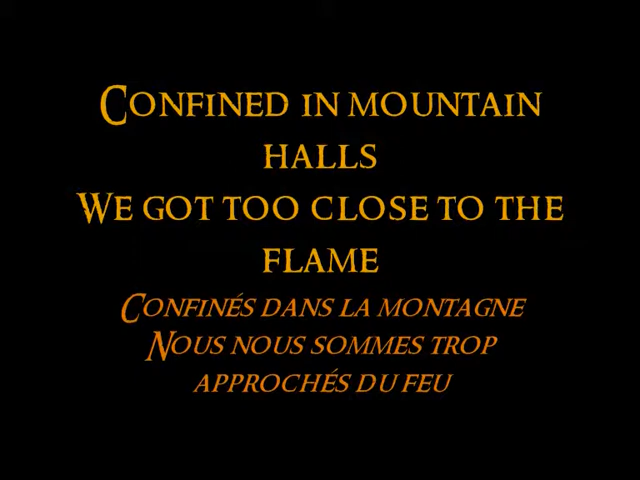 Confined in mountain
halls
We got too close to the
flame
Confinés dans la montagne
Nous nous sommes trop
approchés du feu